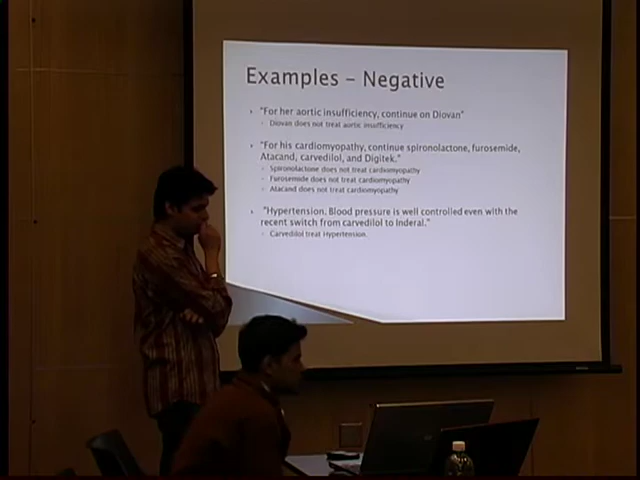 Examples – Negative
"For her aortic insufficiency, continue on Diovan"
Diovan does not treat aortic insufficiency
"For his cardiomyopathy, continue spironolactone, furosemide,
Atacand, carvedilol, and Digitek."
Spironolactone does not treat cardiomyopathy
Furosemide does not treat cardiomyopathy
Atacand does not treat cardiomyopathy
"Hypertension. Blood pressure is well controlled even with the
recent switch from carvedilol to Inderal."
Carvedilol treat Hypertension.